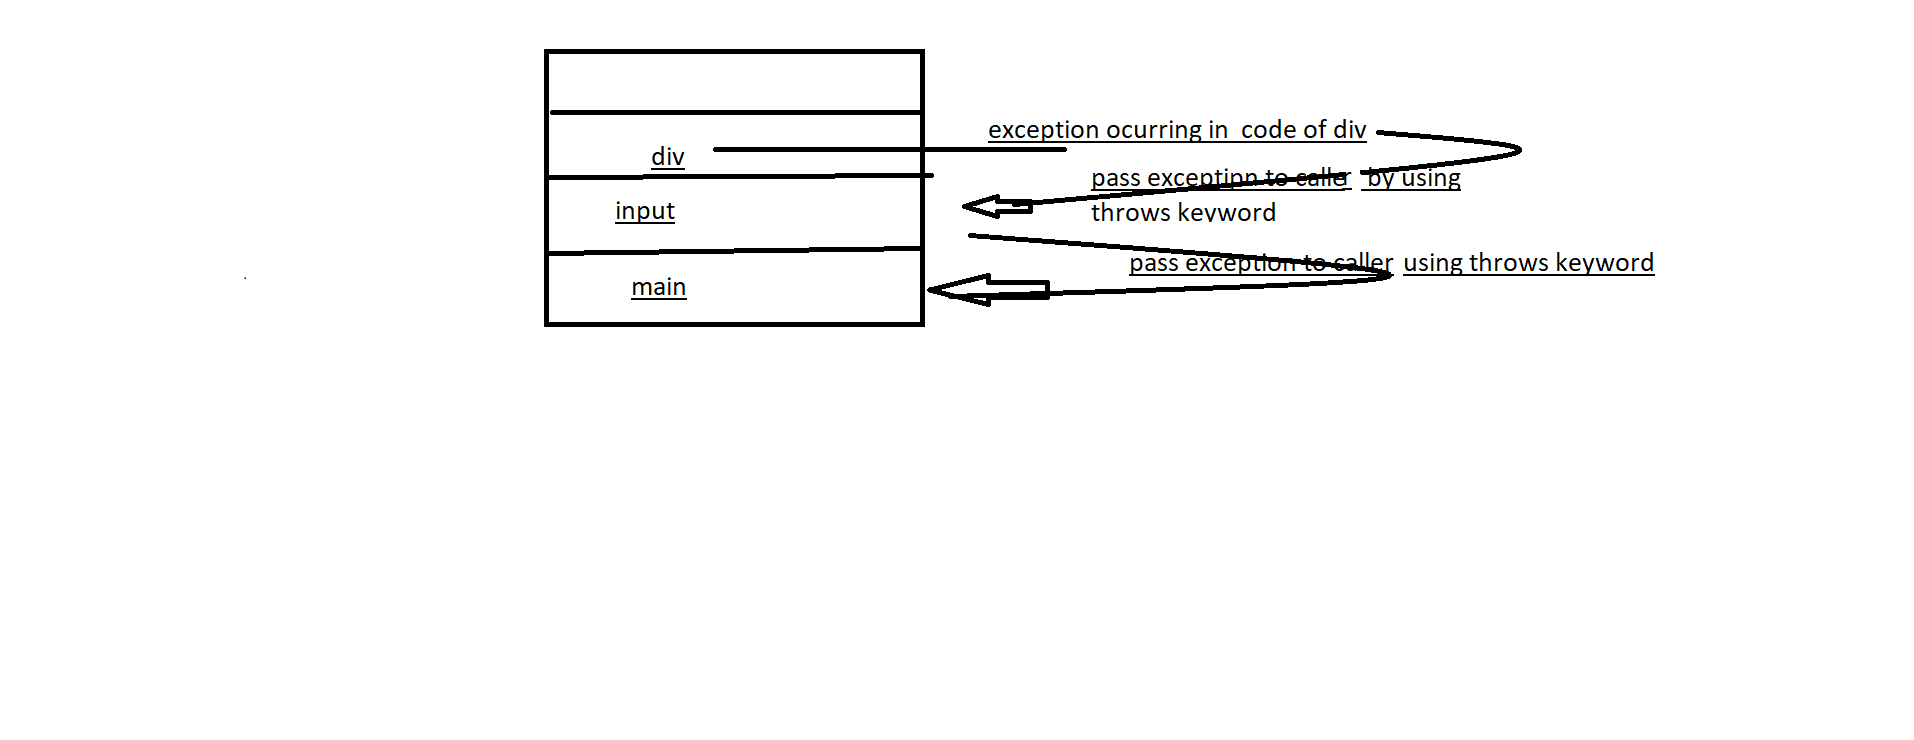 exception ocurring in code of div
div
pass exception to caller by using
throws keyword
input
pass exception to caller using throws keyword
main